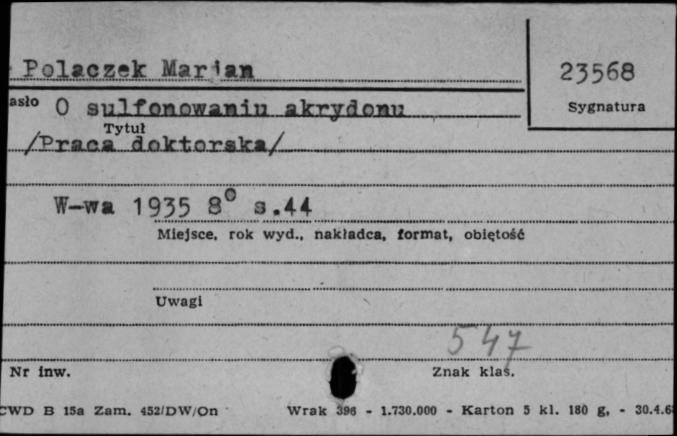 Polaczek Marian
23568
Sygnatura
asło O sulfonowaniu akrydonu
Tytuł
/Praca doktorska/
W-wa 1935 8° s.44
Miejsce, rok wyd., nakładca, format, objętość
Uwagi
547
Nr inw.
Znak klas.
CWD B 15a Zam. 452/DW/On Wrak 396 - 1.730.000 - Karton 5 kl. 180 g, - 30.4.6